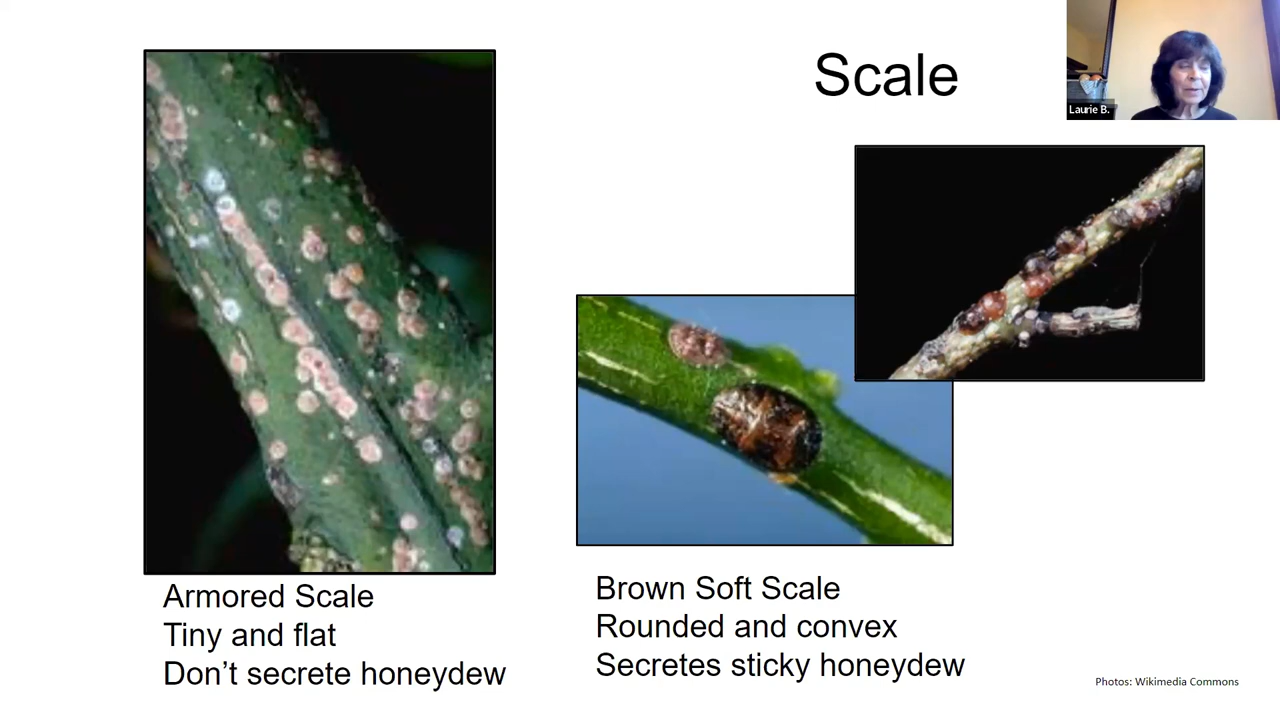 Scale
Laurie B.
Armored Scale
Tiny and flat
Don’t secrete honeydew
Brown Soft Scale
Rounded and convex
Secretes sticky honeydew
Photos: Wikimedia Commons